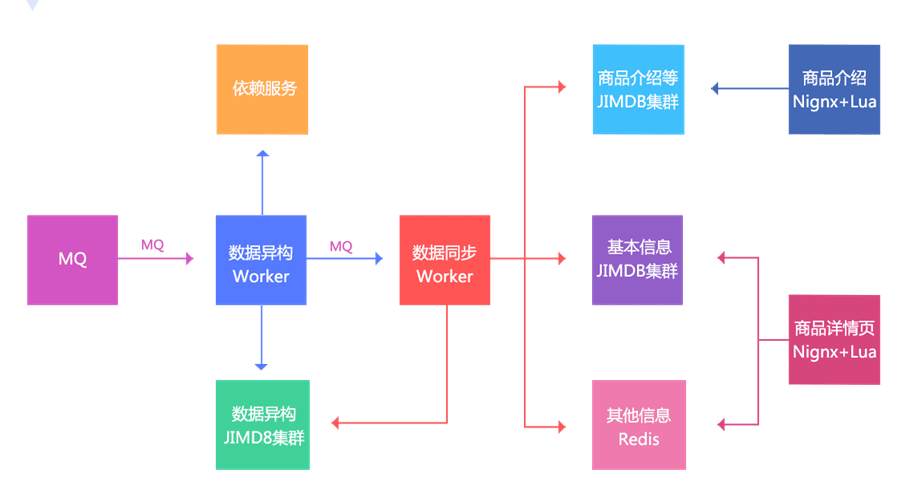 依赖服务
商品介绍等
JIMDB集群
商品介绍
Nignx+Lua
MQ
MQ
数据异构
Worker
MQ
数据同步
Worker
基本信息
JIMDB集群
商品详情页
Nignx+Lua
数据异构
JIMD8集群
其他信息
Redis